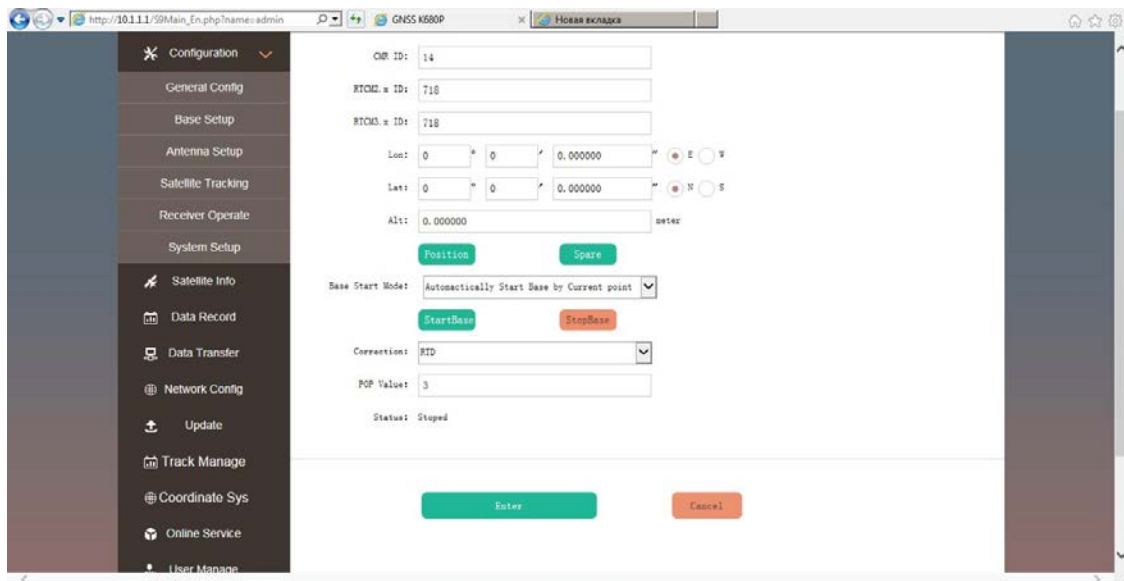 http://10.1.1.1/S9Main_En.php?name=admin
GNSS K680P
Новая вкладка
Configuration
General Config
Base Setup
Antenna Setup
Satellite Tracking
Receiver Operate
System Setup
Satellite Info
Data Record
Data Transfer
Network Config
Update
Track Manage
Coordinate Sys
Online Service
User Manage
CMR ID: 14
RTCM2.x ID: 718
RTCM3.x ID: 718
Lon: 0 ° 0 ′ 0.000000 ″ E W
Lat: 0 ° 0 ′ 0.000000 ″ N S
Alt: 0.000000 meter
Position Spare
Base Start Mode: Automactically Start Base by Current point
StartBase StopBase
Correction: RTD
POP Value: 3
Status: Stoped
Enter Cancel